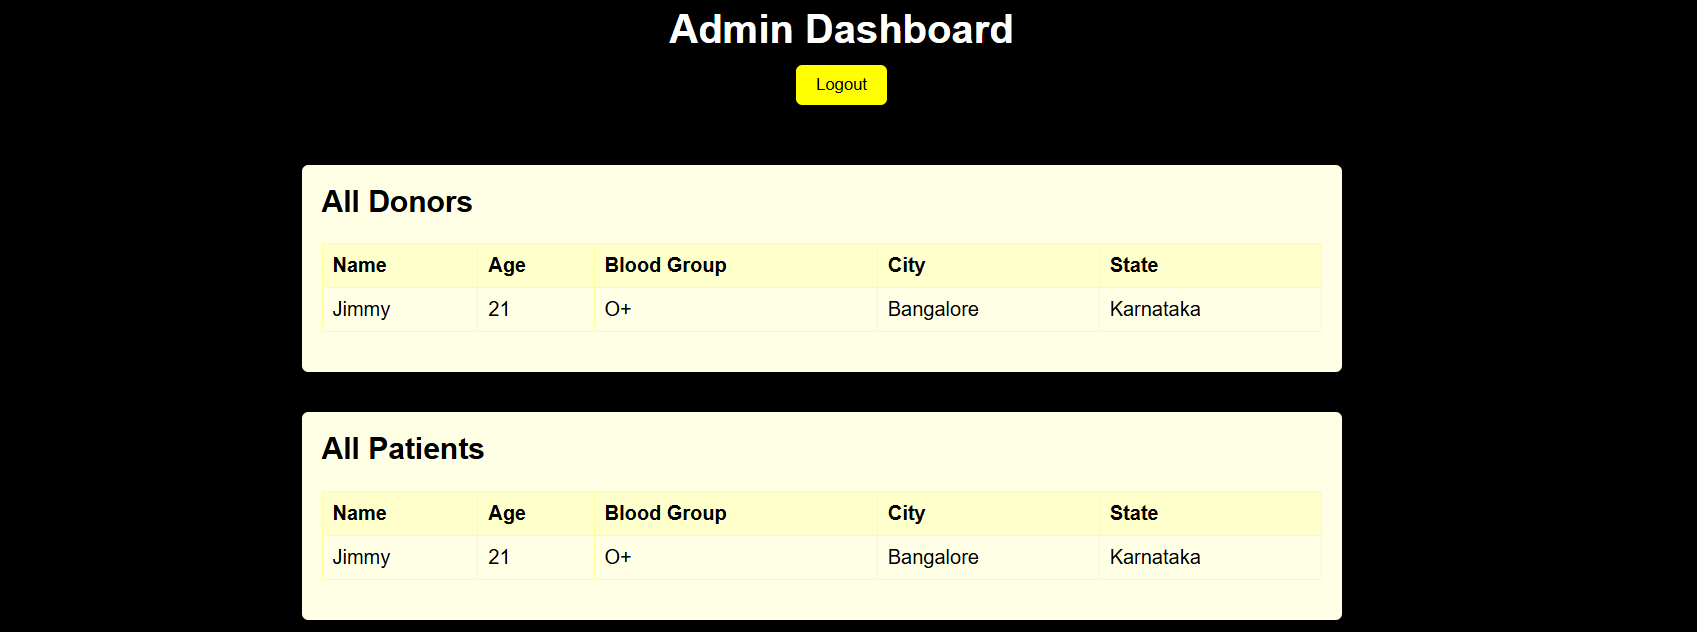 Admin Dashboard
Logout
All Donors
Name Age Blood Group City State
Jimmy 21 O+ Bangalore Karnataka
All Patients
Name Age Blood Group City State
Jimmy 21 O+ Bangalore Karnataka